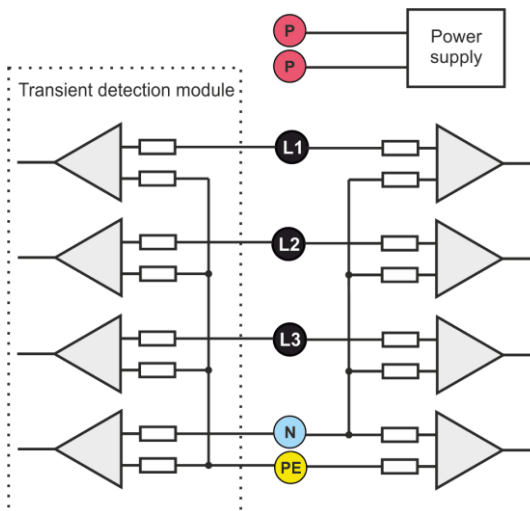 P
P
Power
supply
Transient detection module
L1
L2
L3
N
PE